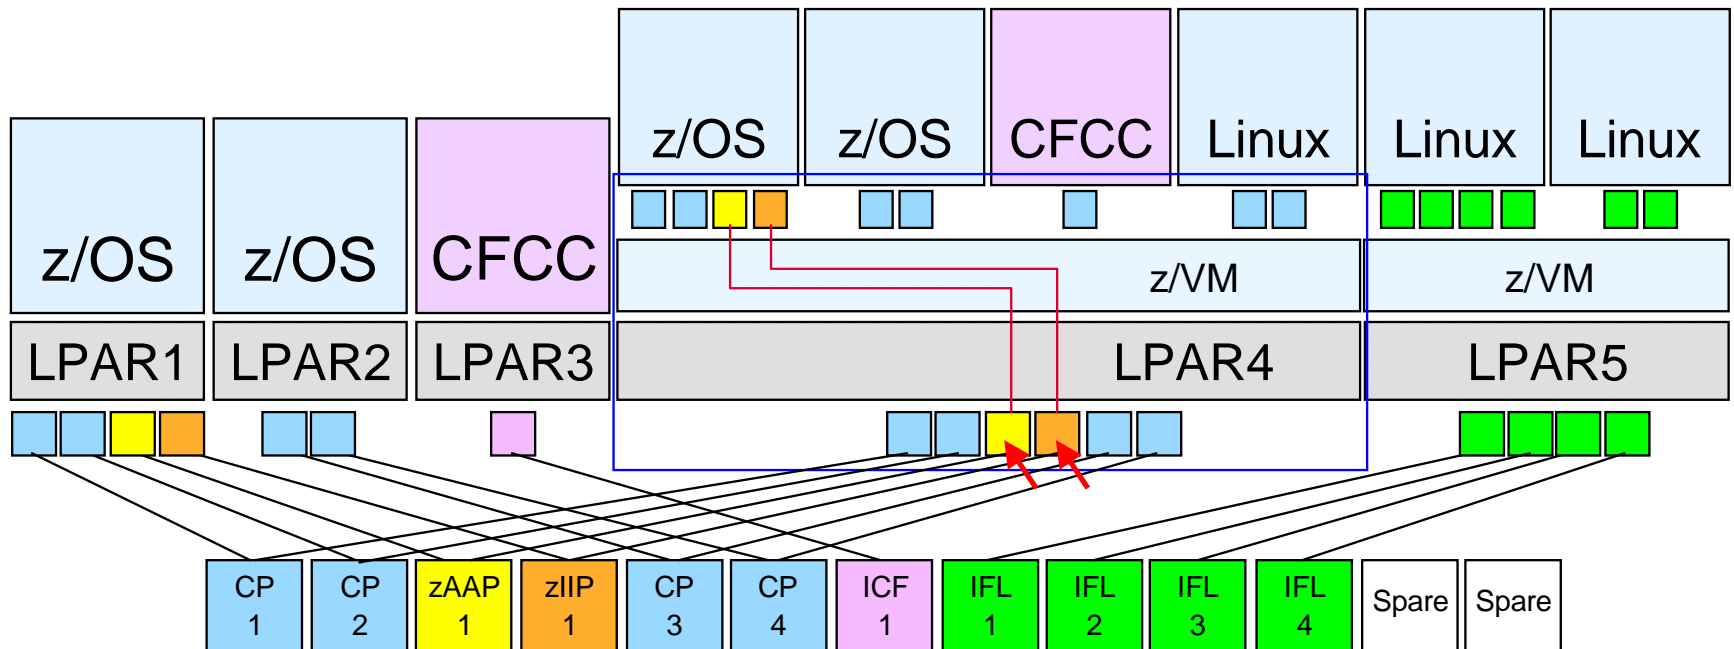 z/OS z/OS CFCC Linux Linux Linux
z/OS z/OS CFCC z/VM z/VM
LPAR1 LPAR2 LPAR3 LPAR4 LPAR5
CP CP zAAP zIIP CP CP ICF IFL IFL IFL IFL Spare Spare
1 2 1 1 3 4 1 1 2 3 4